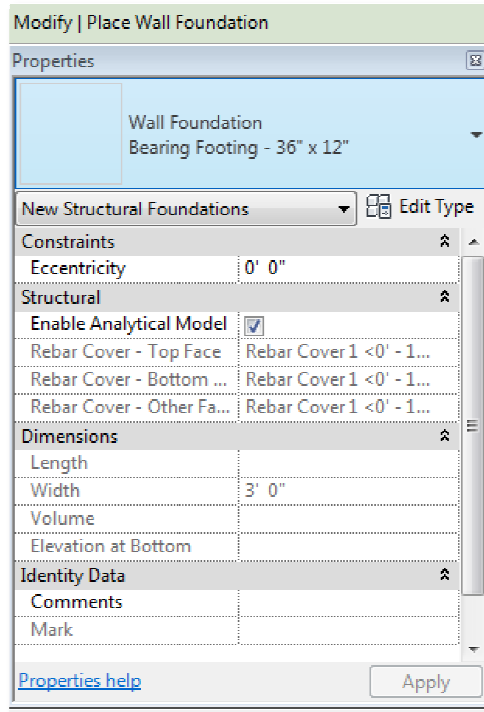 Modify | Place Wall Foundation
Properties
Wall Foundation
Bearing Footing - 36" x 12"
New Structural Foundations
Edit Type
Constraints
Eccentricity 0' 0"
Structural
Enable Analytical Model
Rebar Cover - Top Face Rebar Cover 1 <0' - 1...
Rebar Cover - Bottom ... Rebar Cover 1 <0' - 1...
Rebar Cover - Other Fa... Rebar Cover 1 <0' - 1...
Dimensions
Length
Width 3' 0"
Volume
Elevation at Bottom
Identity Data
Comments
Mark
Properties help Apply